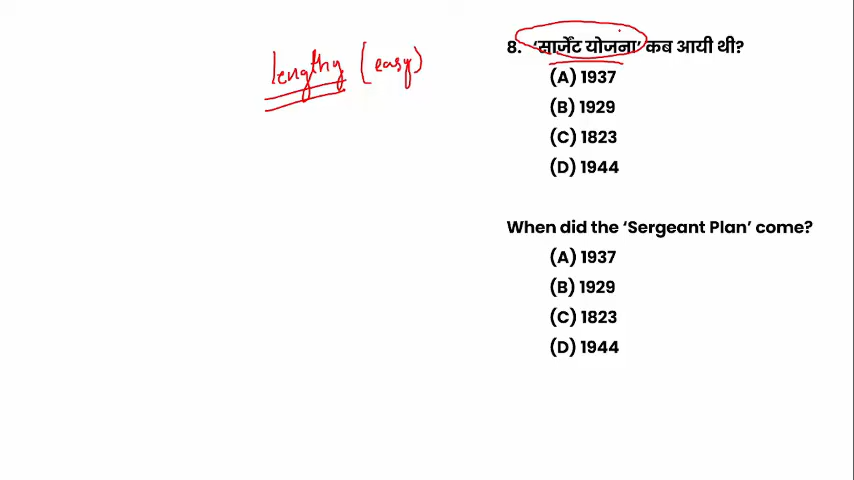 lengthy (easy)
8. ‘सार्जेंट योजना’ कब आयी थी?
(A) 1937
(B) 1929
(C) 1823
(D) 1944
When did the ‘Sergeant Plan’ come?
(A) 1937
(B) 1929
(C) 1823
(D) 1944